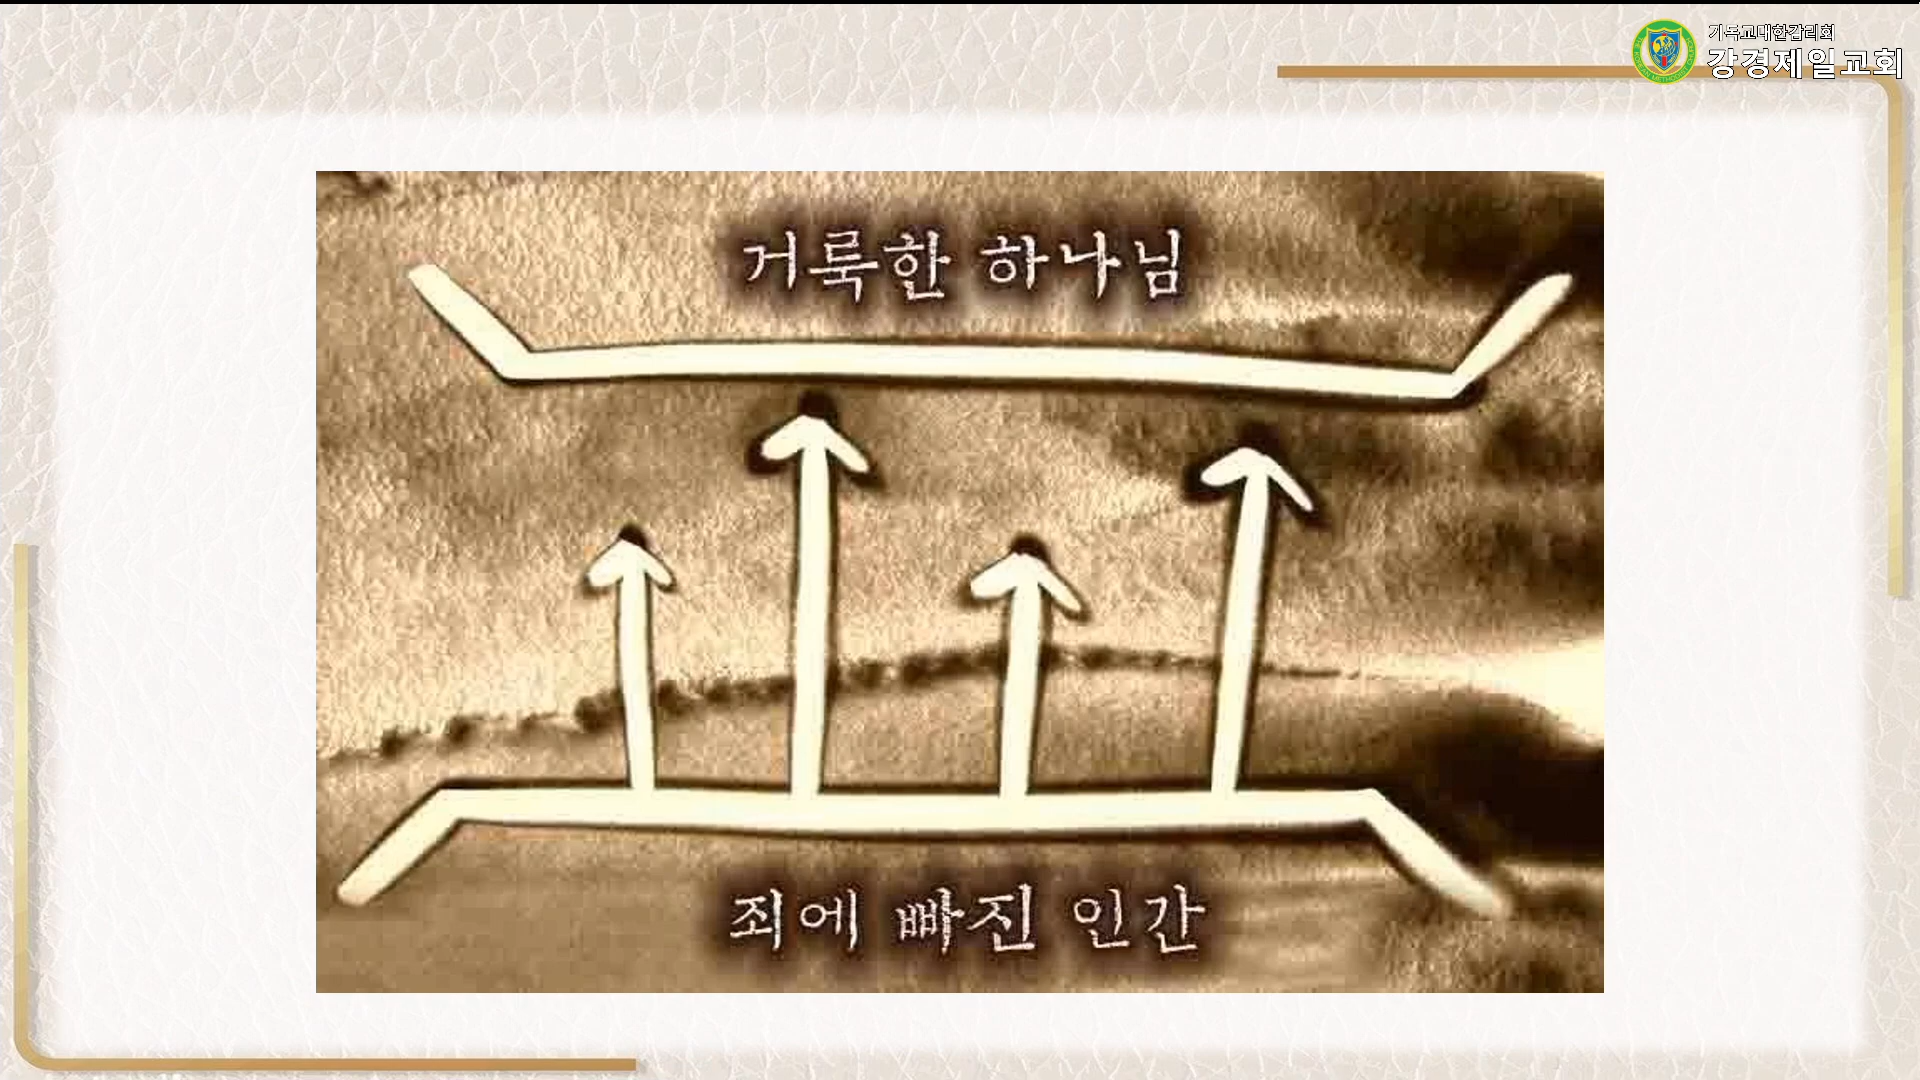 기독교대한감리회
강경제일교회
거룩한 하나님
죄에 빠진 인간